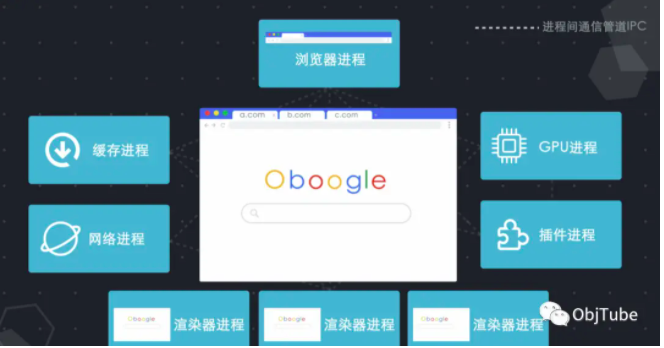 进程间通信管道IPC
浏览器进程
a.com
b.com
c.com
缓存进程
GPU进程
Oboogle
网络进程
插件进程
Oboogle
渲染器进程
Oboogle
渲染器进程
Oboogle
渲染器进程
ObjTube